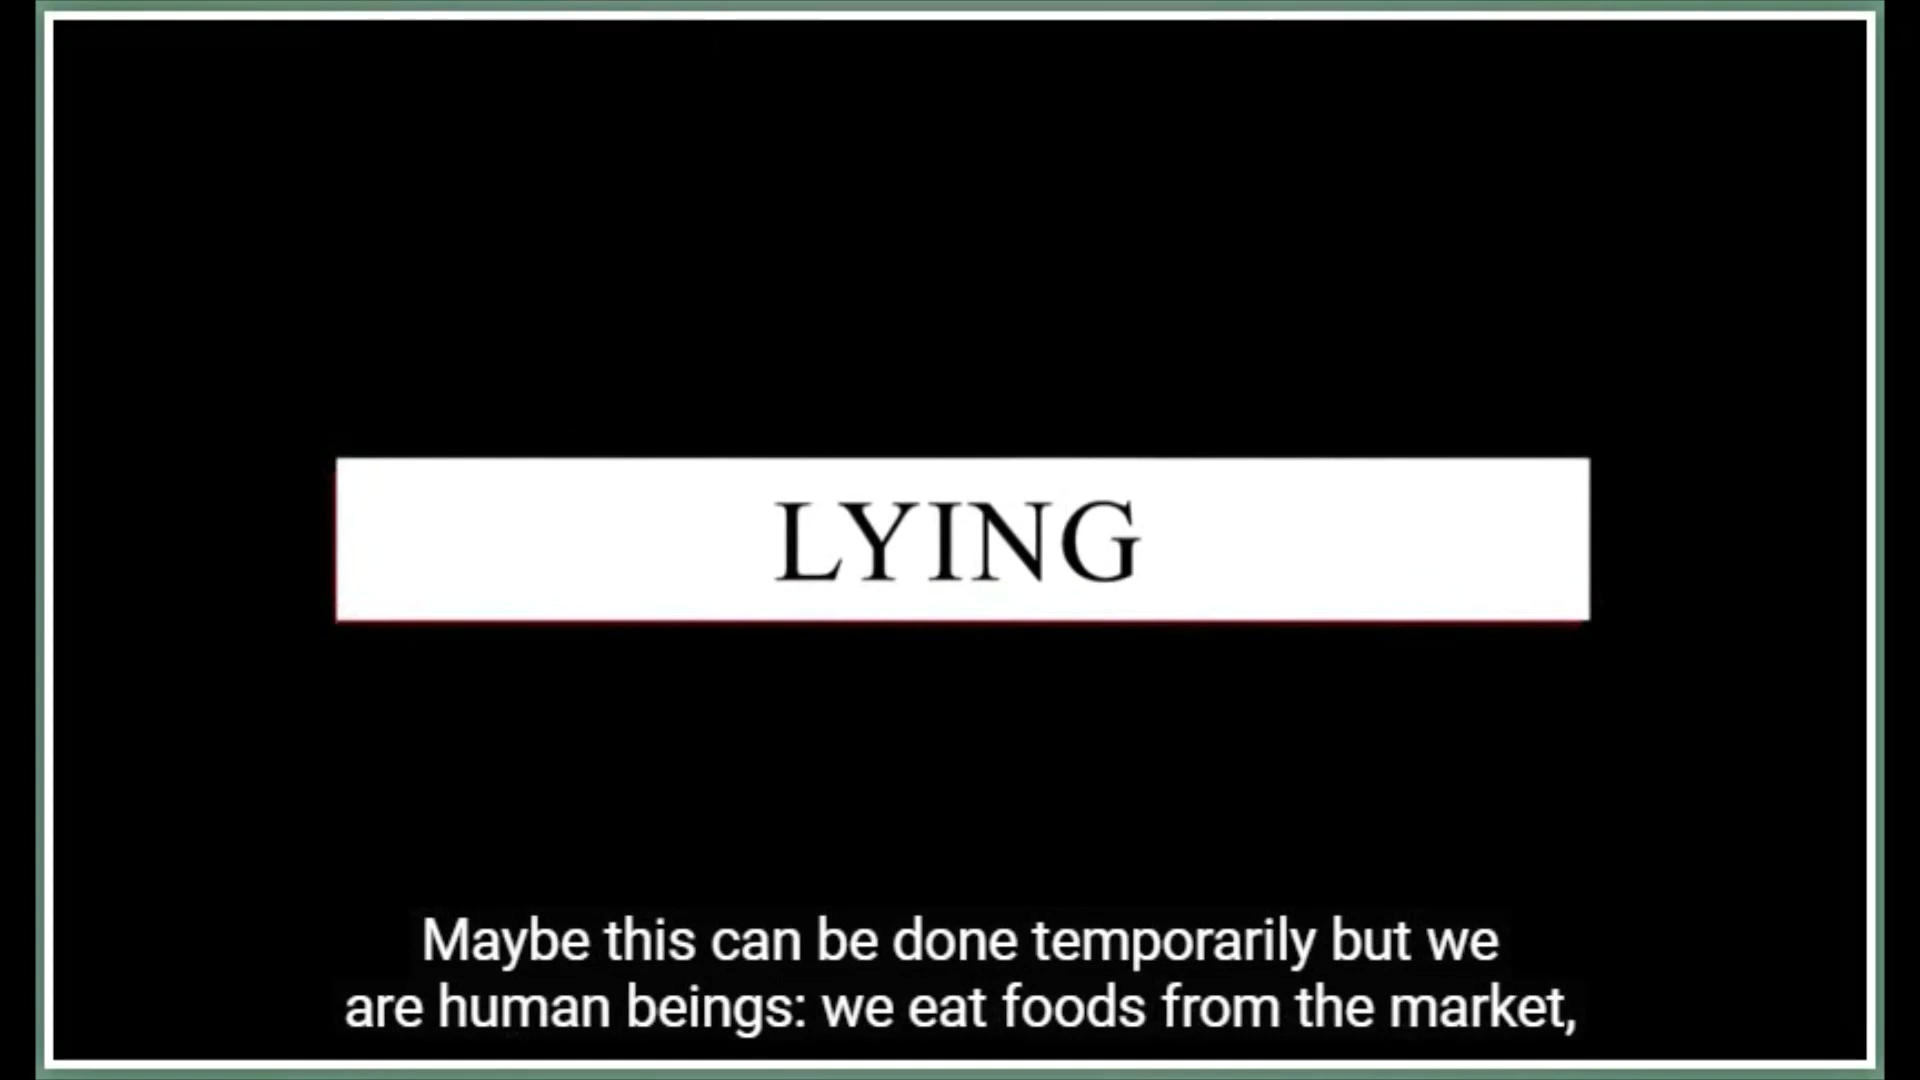 LYING
Maybe this can be done temporarily but we
are human beings: we eat foods from the market,